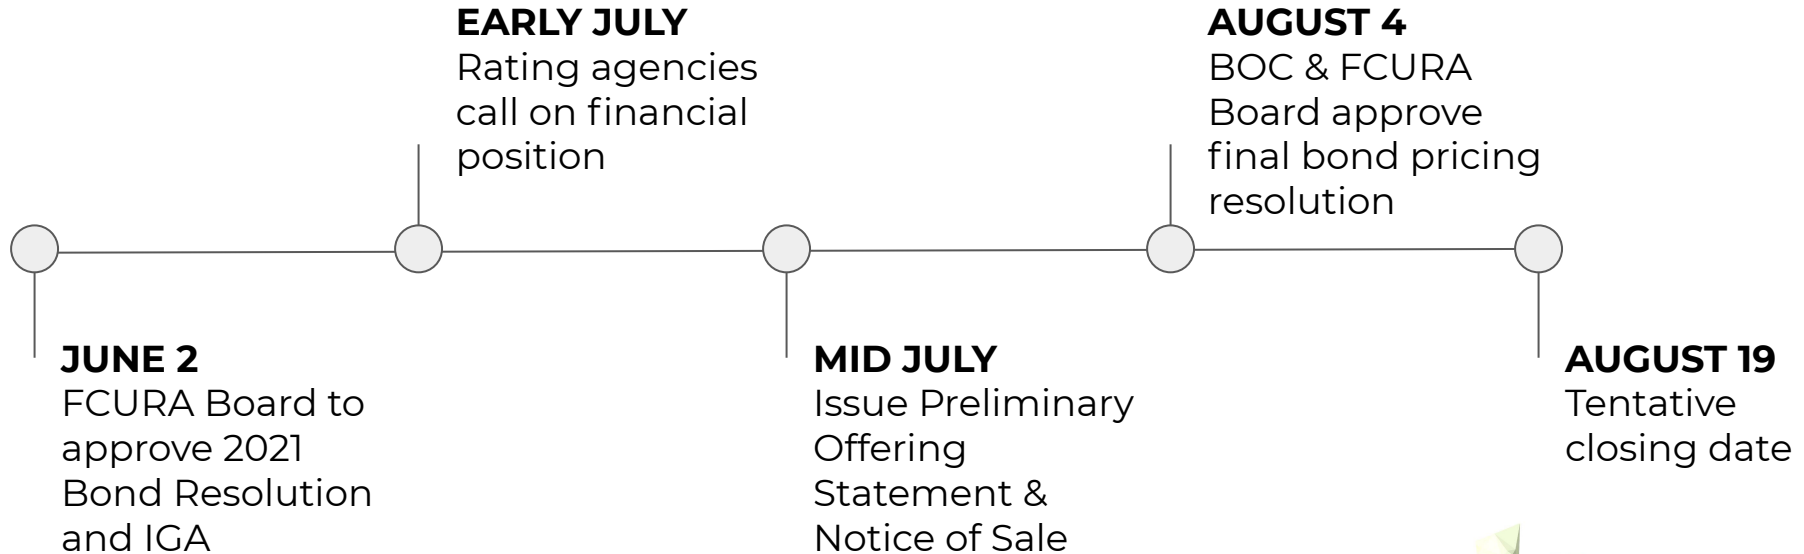 EARLY JULY
Rating agencies
call on financial
position
AUGUST 4
BOC & FCURA
Board approve
final bond pricing
resolution
JUNE 2
FCURA Board to
approve 2021
Bond Resolution
and IGA
MID JULY
Issue Preliminary
Offering
Statement &
Notice of Sale
AUGUST 19
Tentative
closing date